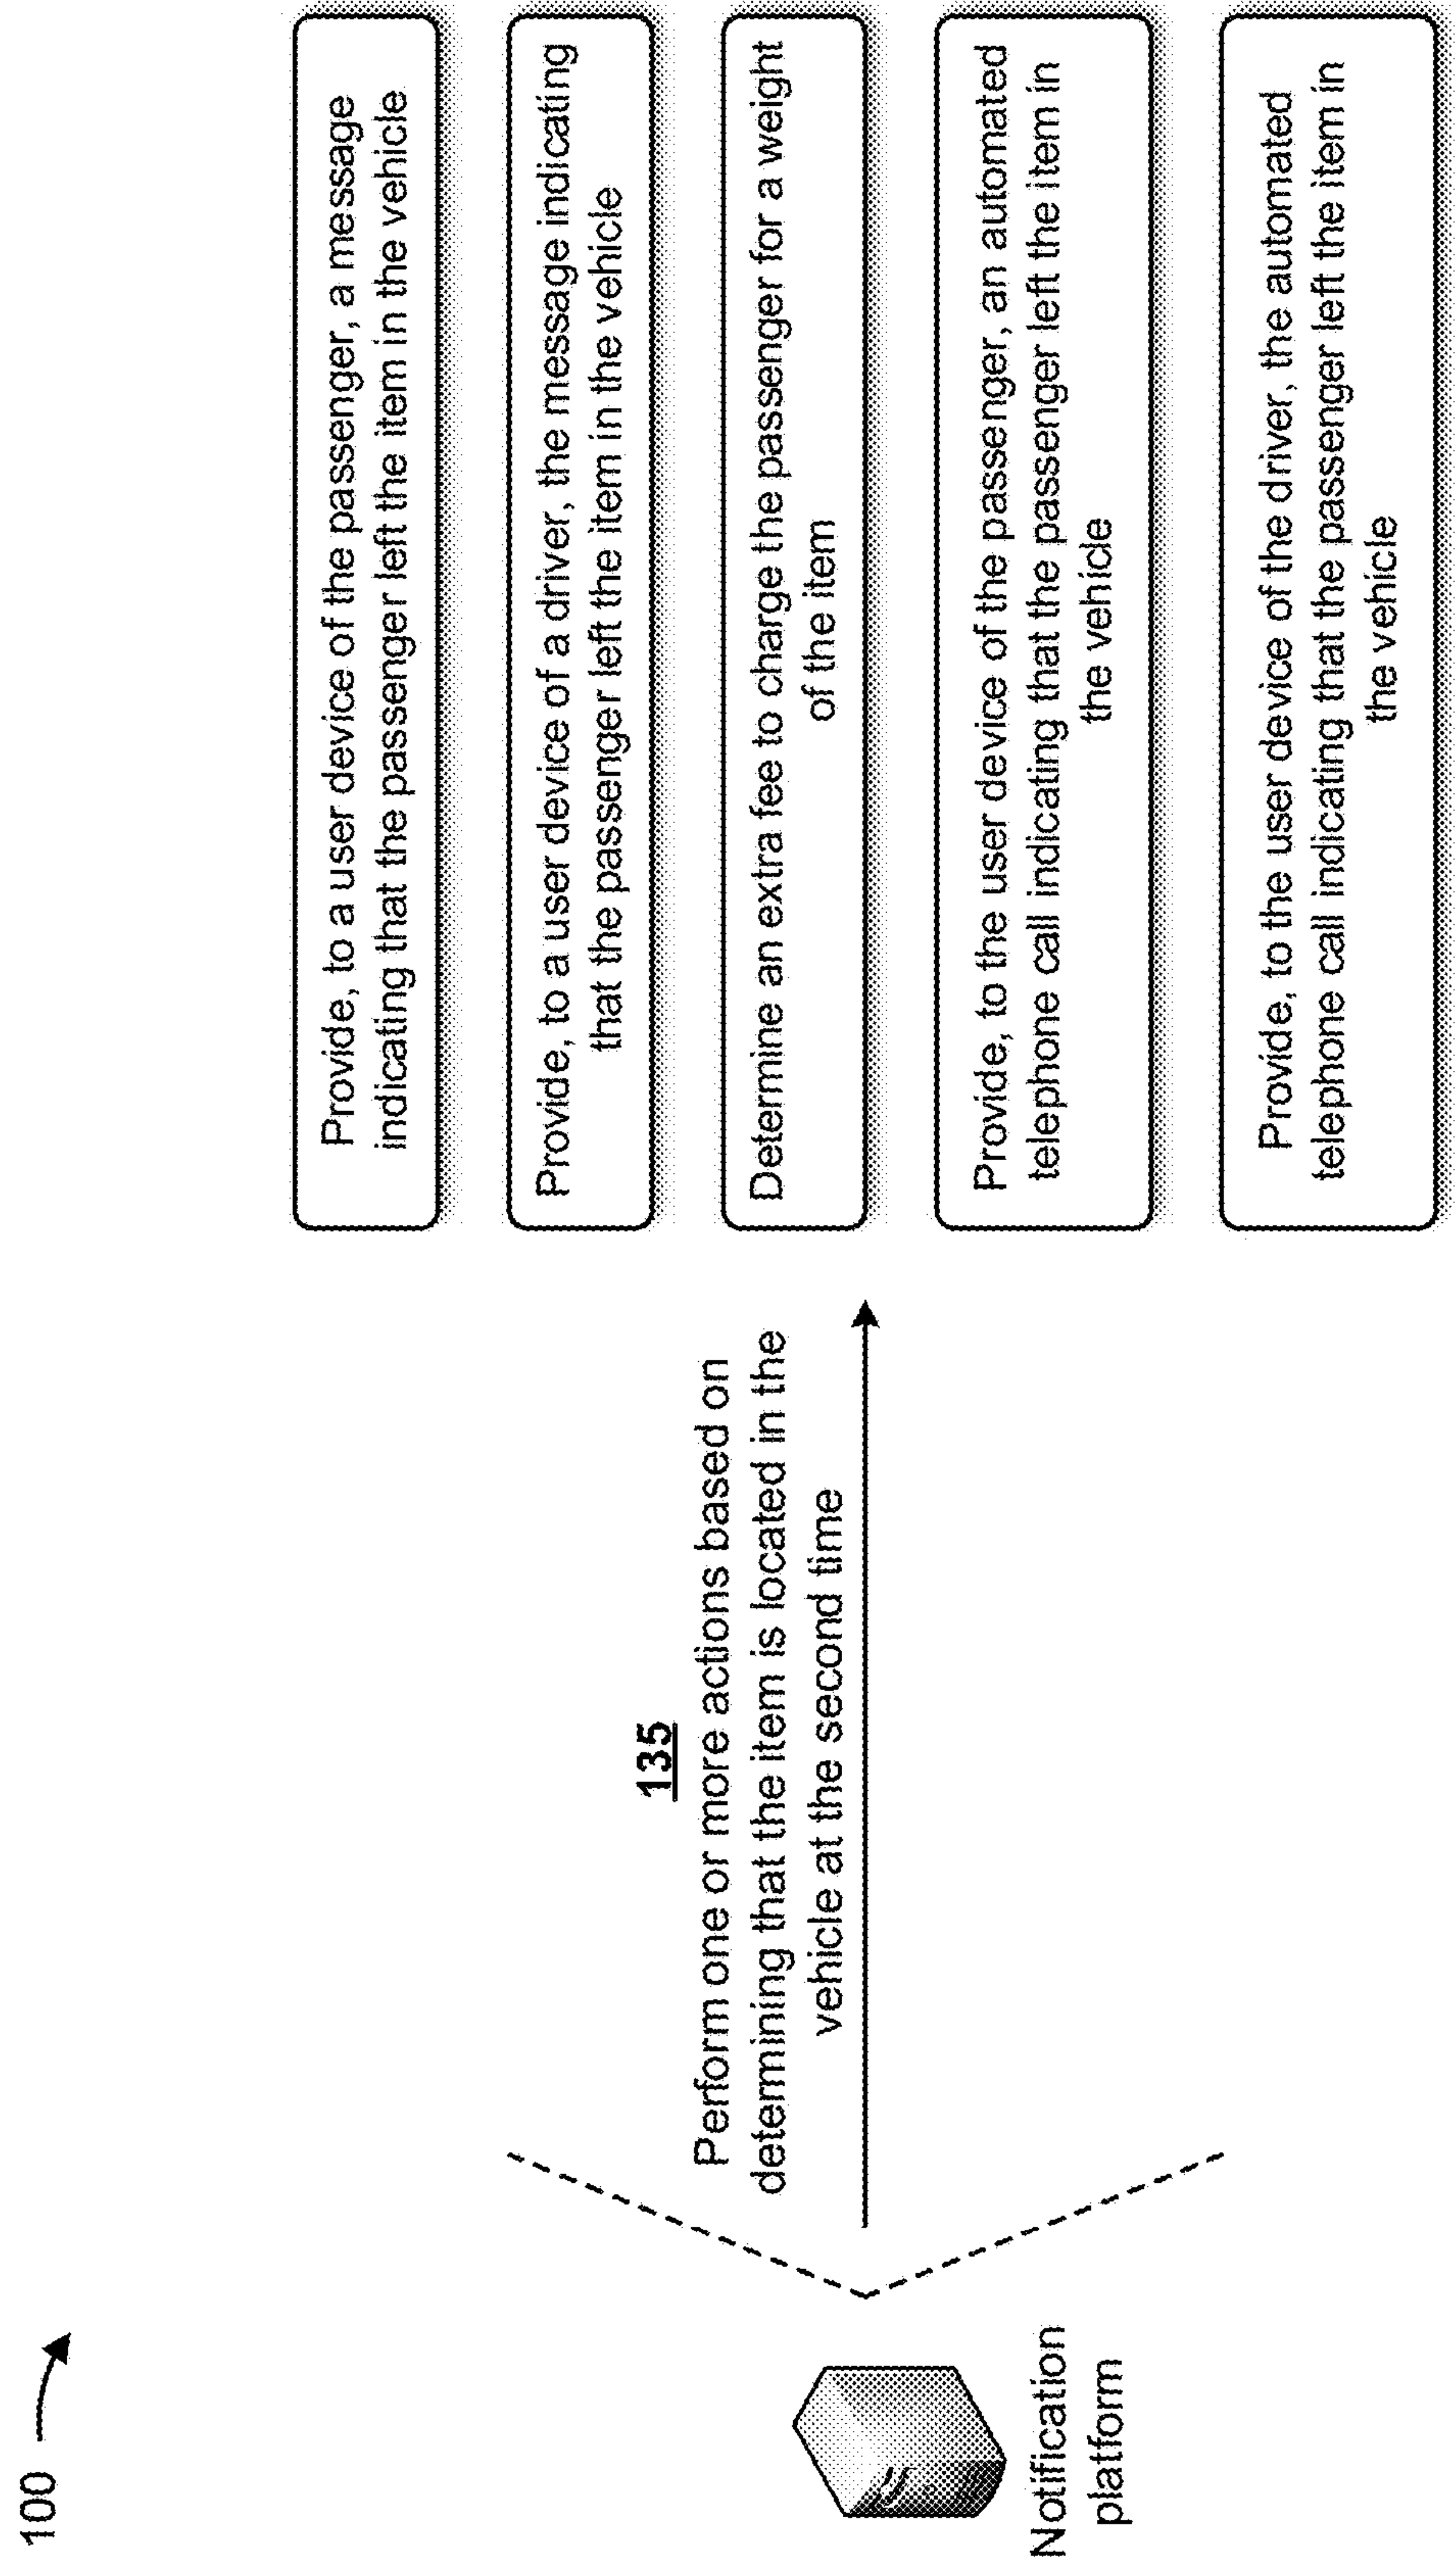 100
Notification
platform
135
Perform one or more actions based on
determining that the item is located in the
vehicle at the second time
Provide, to a user device of the passenger, a message
indicating that the passenger left the item in the vehicle
Provide, to a user device of a driver, the message indicating
that the passenger left the item in the vehicle
Determine an extra fee to charge the passenger for a weight
of the item
Provide, to the user device of the passenger, an automated
telephone call indicating that the passenger left the item in
the vehicle
Provide, to the user device of the driver, the automated
telephone call indicating that the passenger left the item in
the vehicle